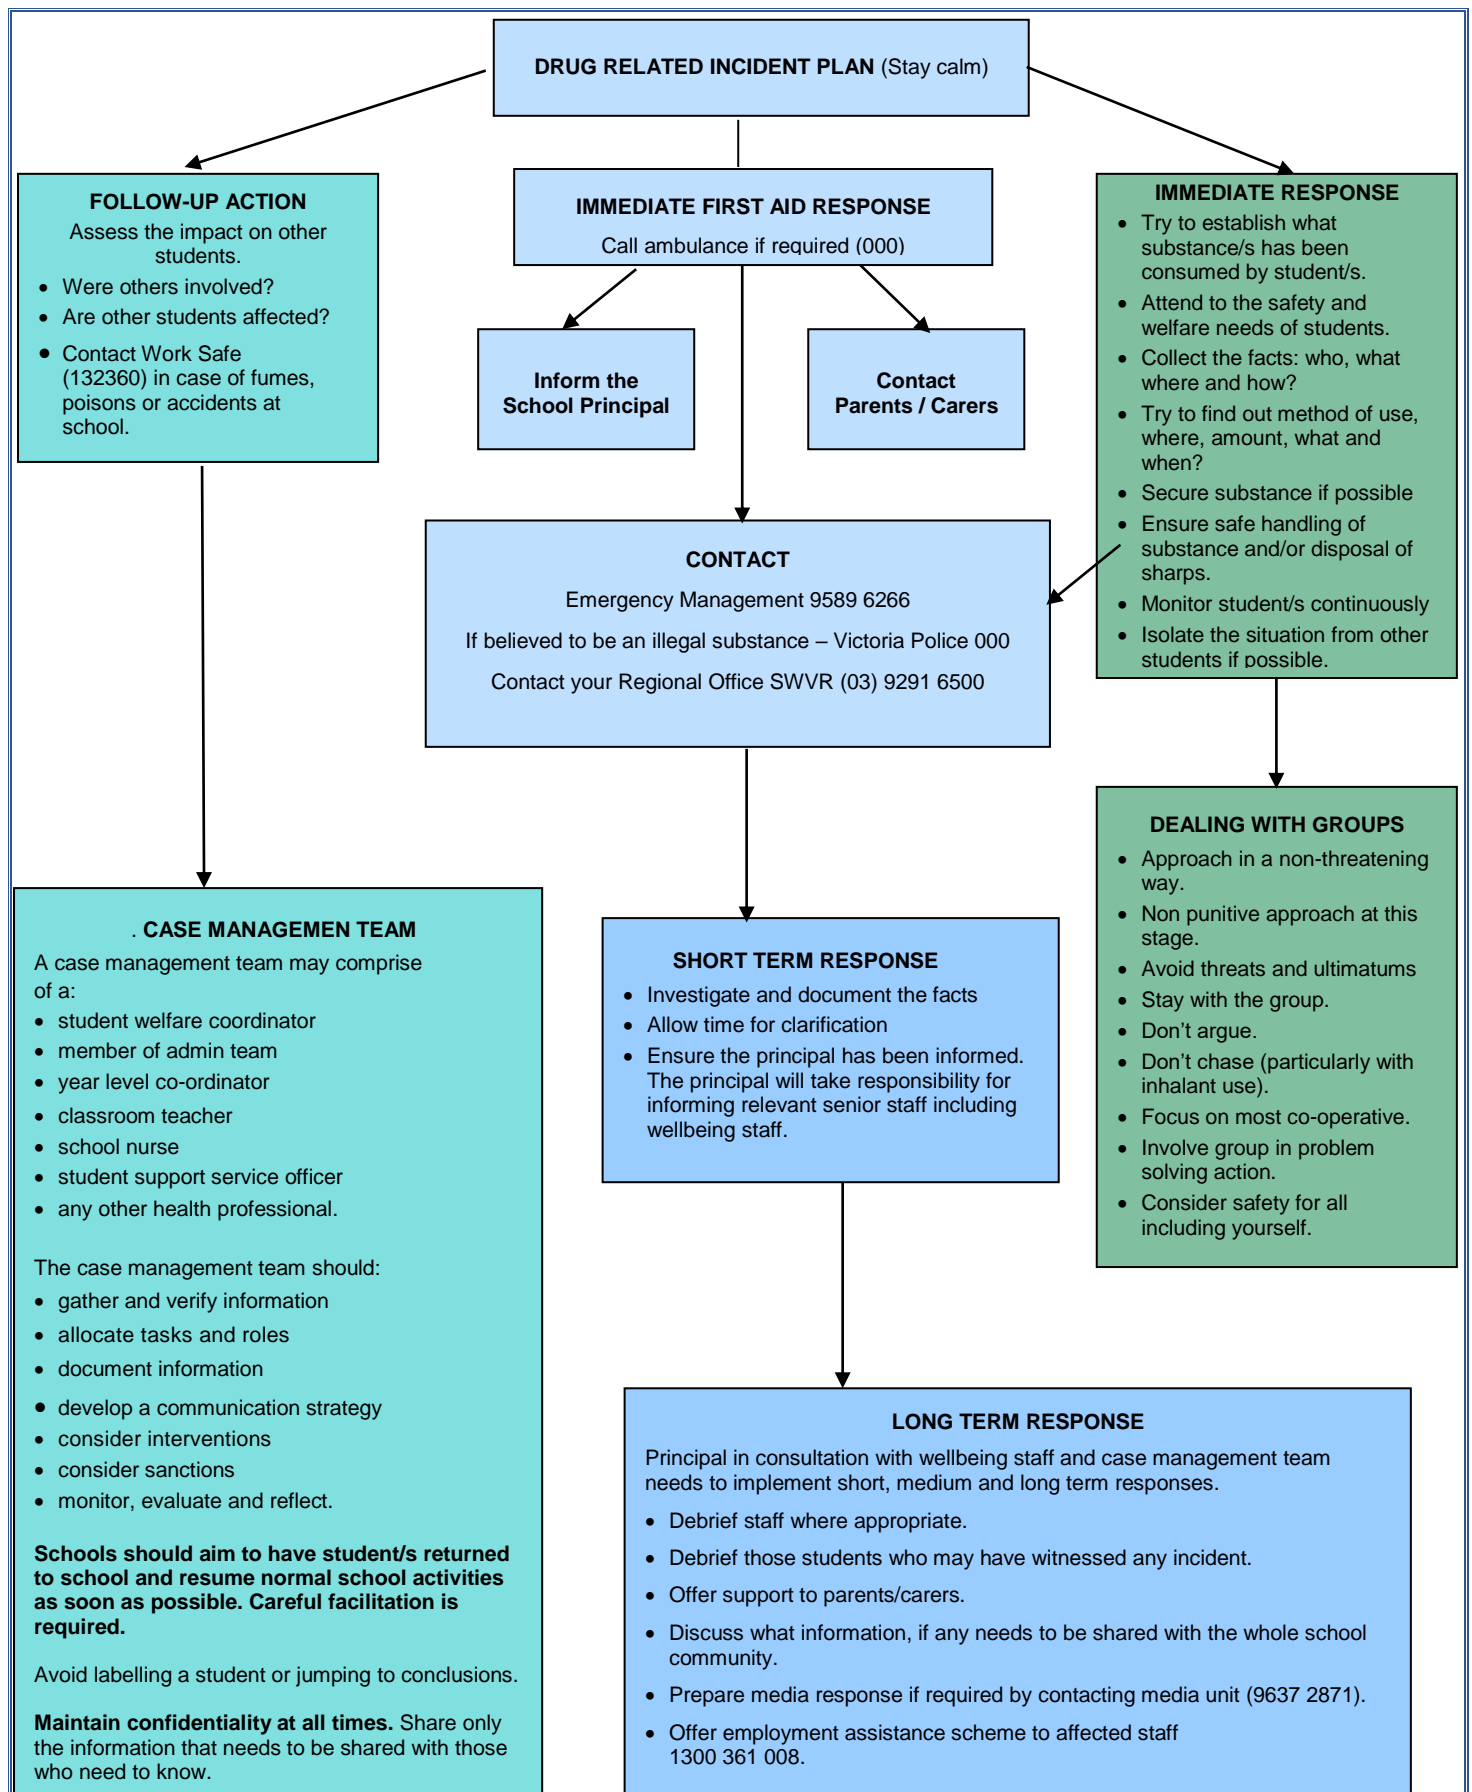 DRUG RELATED INCIDENT PLAN (Stay calm)
FOLLOW-UP ACTION
Assess the impact on other
students.
• Were others involved?
• Are other students affected?
• Contact Work Safe
(132360) in case of fumes,
poisons or accidents at
school.
IMMEDIATE FIRST AID RESPONSE
Call ambulance if required (000)
Inform the
School Principal
Contact
Parents / Carers
IMMEDIATE RESPONSE
• Try to establish what
substance/s has been
consumed by student/s.
• Attend to the safety and
welfare needs of students.
• Collect the facts: who, what
where and how?
• Try to find out method of use,
where, amount, what and
when?
• Secure substance if possible
• Ensure safe handling of
substance and/or disposal of
sharps.
• Monitor student/s continuously
• Isolate the situation from other
students if possible.
CONTACT
Emergency Management 9589 6266
If believed to be an illegal substance – Victoria Police 000
Contact your Regional Office SWVR (03) 9291 6500
DEALING WITH GROUPS
• Approach in a non-threatening
way.
• Non punitive approach at this
stage.
• Avoid threats and ultimatums
• Stay with the group.
• Don’t argue.
• Don’t chase (particularly with
inhalant use).
• Focus on most co-operative.
• Involve group in problem
solving action.
• Consider safety for all
including yourself.
. CASE MANAGEMEN TEAM
A case management team may comprise
of a:
• student welfare coordinator
• member of admin team
• year level co-ordinator
• classroom teacher
• school nurse
• student support service officer
• any other health professional.
The case management team should:
• gather and verify information
• allocate tasks and roles
• document information
• develop a communication strategy
• consider interventions
• consider sanctions
• monitor, evaluate and reflect.
Schools should aim to have student/s returned
to school and resume normal school activities
as soon as possible. Careful facilitation is
required.
Avoid labelling a student or jumping to conclusions.
Maintain confidentiality at all times. Share only
the information that needs to be shared with those
who need to know.
SHORT TERM RESPONSE
• Investigate and document the facts
• Allow time for clarification
• Ensure the principal has been informed.
The principal will take responsibility for
informing relevant senior staff including
wellbeing staff.
LONG TERM RESPONSE
Principal in consultation with wellbeing staff and case management team
needs to implement short, medium and long term responses.
• Debrief staff where appropriate.
• Debrief those students who may have witnessed any incident.
• Offer support to parents/carers.
• Discuss what information, if any needs to be shared with the whole school
community.
• Prepare media response if required by contacting media unit (9637 2871).
• Offer employment assistance scheme to affected staff
1300 361 008.